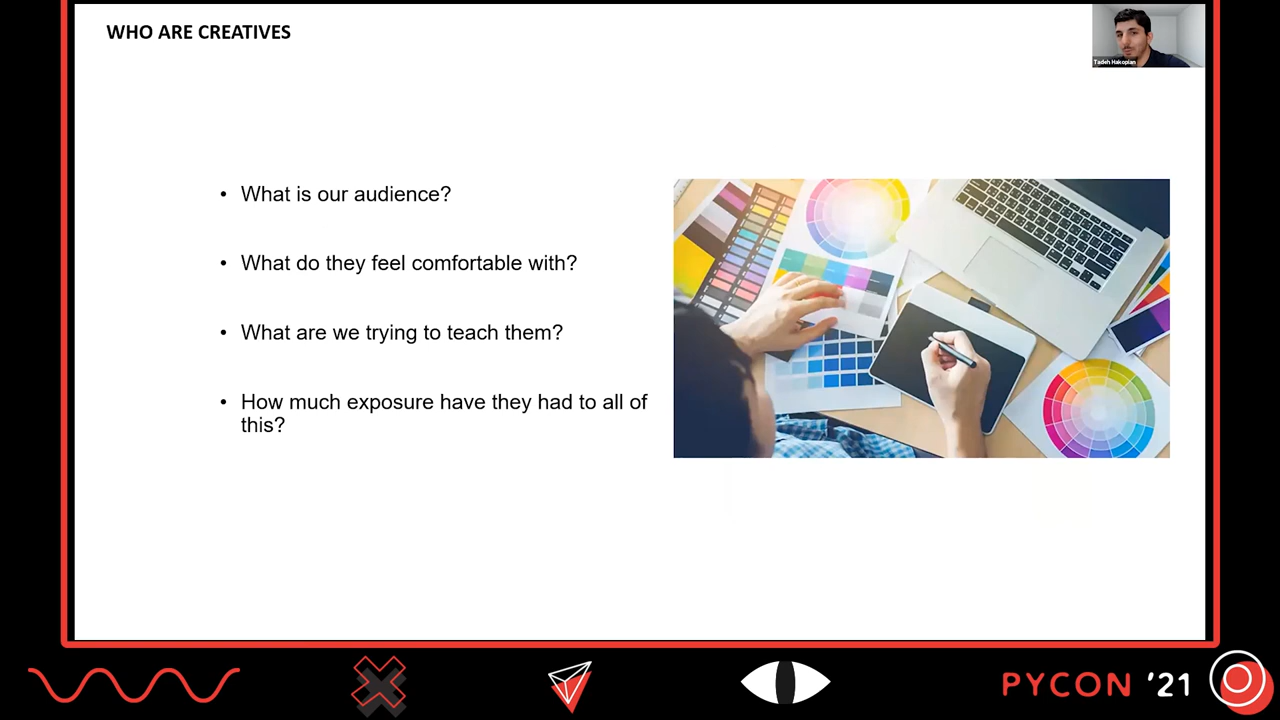 WHO ARE CREATIVES
Tadeh Hakopian
• What is our audience?
• What do they feel comfortable with?
• What are we trying to teach them?
• How much exposure have they had to all of
this?
PYCON '21